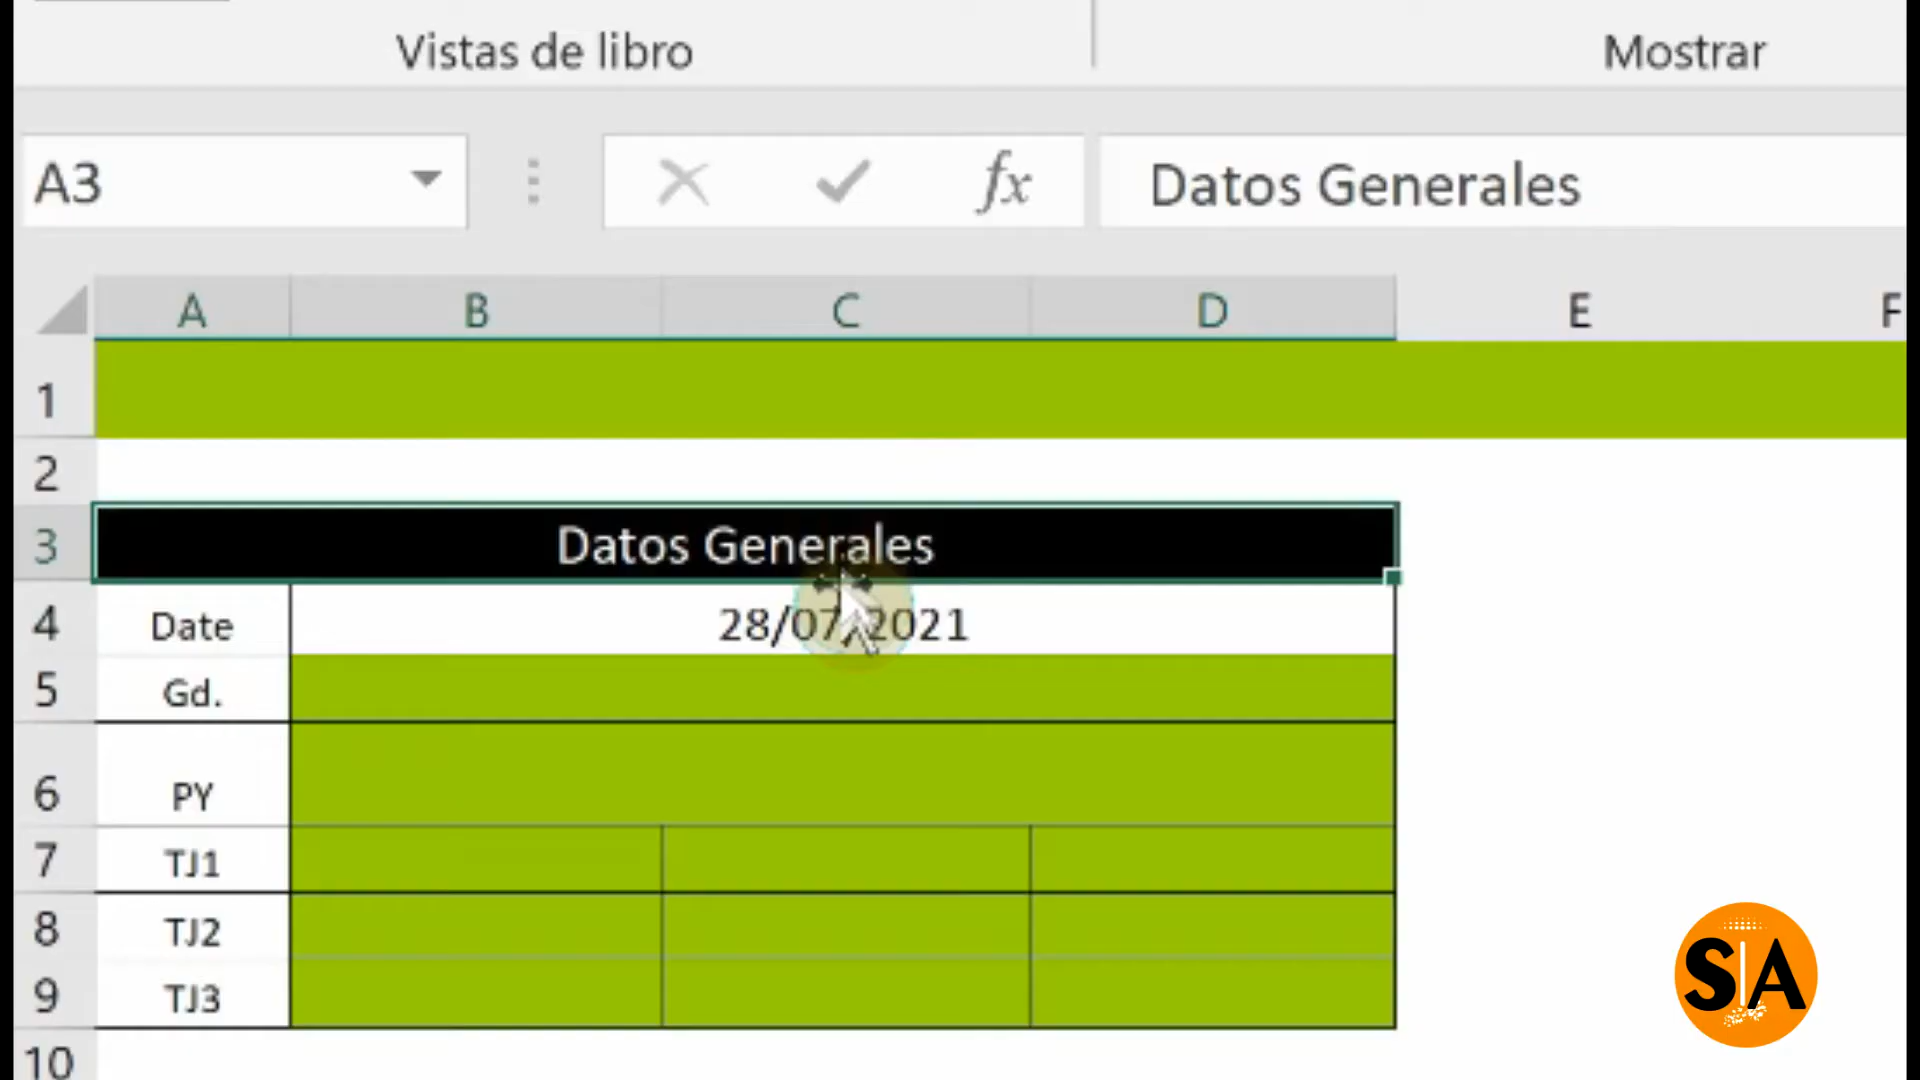 Vistas de libro Mostrar
A3 fx Datos Generales
A B C D E F
1
2
3 Datos Generales
4 Date 28/07/2021
5 Gd.
6 PY
7 TJ1
8 TJ2
9 TJ3
10
S|A